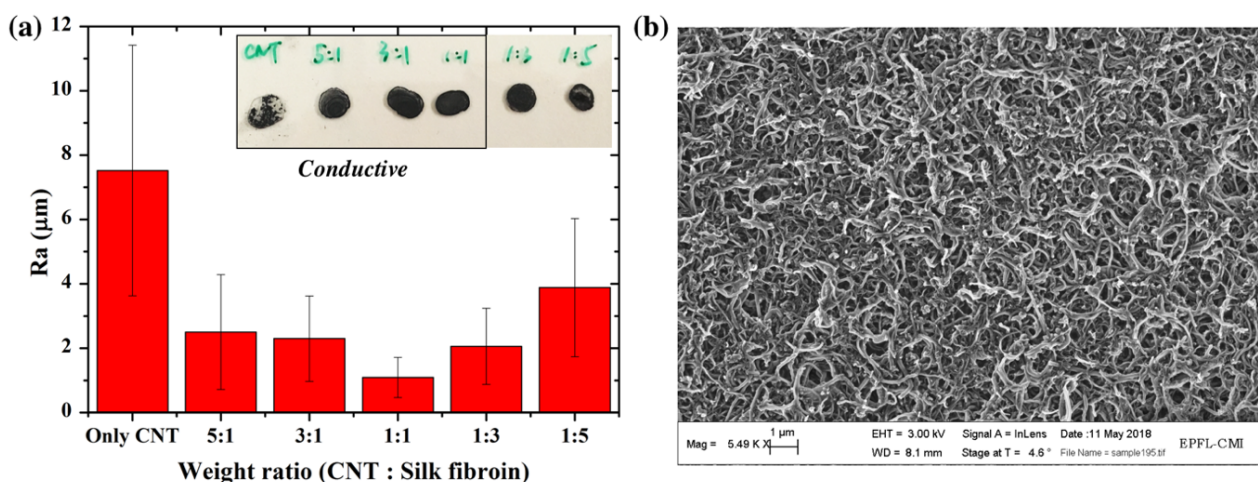 (a)
12
10
8
6
4
2
0
Ra (μm)
CNT 5:1 3:1 1:1 1:3 1:5
Conductive
Only CNT 5:1 3:1 1:1 1:3 1:5
Weight ratio (CNT : Silk fibroin)
(b)
Mag = 5.49 K X
1 μm
EHT = 3.00 kV Signal A = InLens Date :11 May 2018
WD = 8.1 mm Stage at T = 4.6 ° File Name = sample195.tif
EPFL-CMI